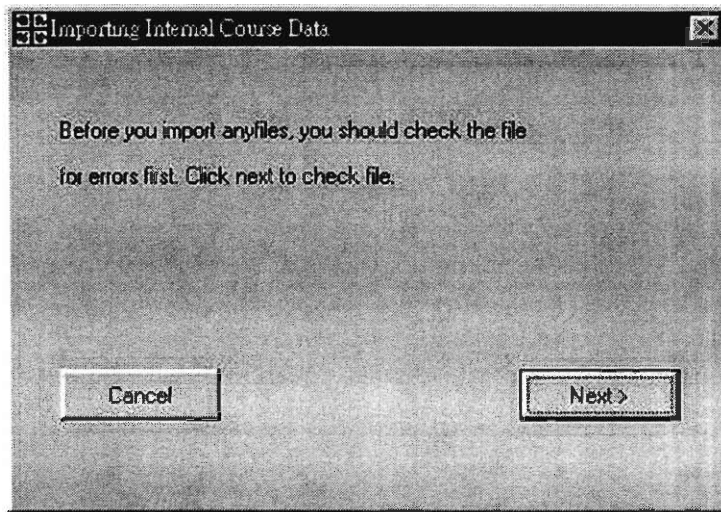 Importing Internal Course Data
Before you import anyfiles, you should check the file
for errors first. Click next to check file.
Cancel
Next >